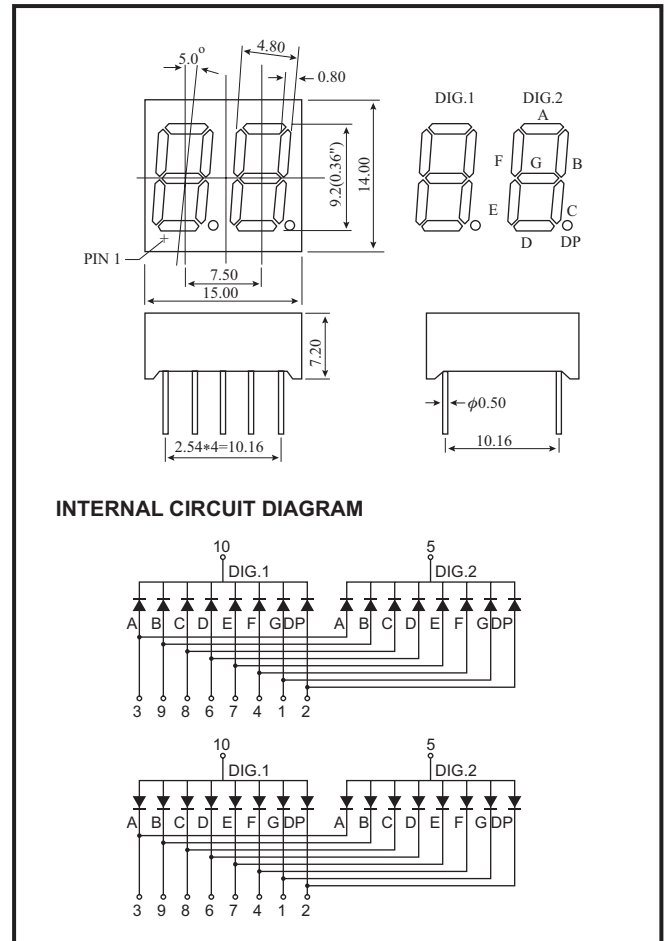 5.0°
4.80
0.80
DIG.1 DIG.2
A
F G B
E C
D DP
9.2(0.36")
14.00
PIN 1
7.50
15.00
7.20
2.54*4=10.16
φ0.50
10.16
INTERNAL CIRCUIT DIAGRAM
10 5
DIG.1 DIG.2
A B C D E F G DP A B C D E F G DP
3 9 8 6 7 4 1 2
10 5
DIG.1 DIG.2
A B C D E F G DP A B C D E F G DP
3 9 8 6 7 4 1 2